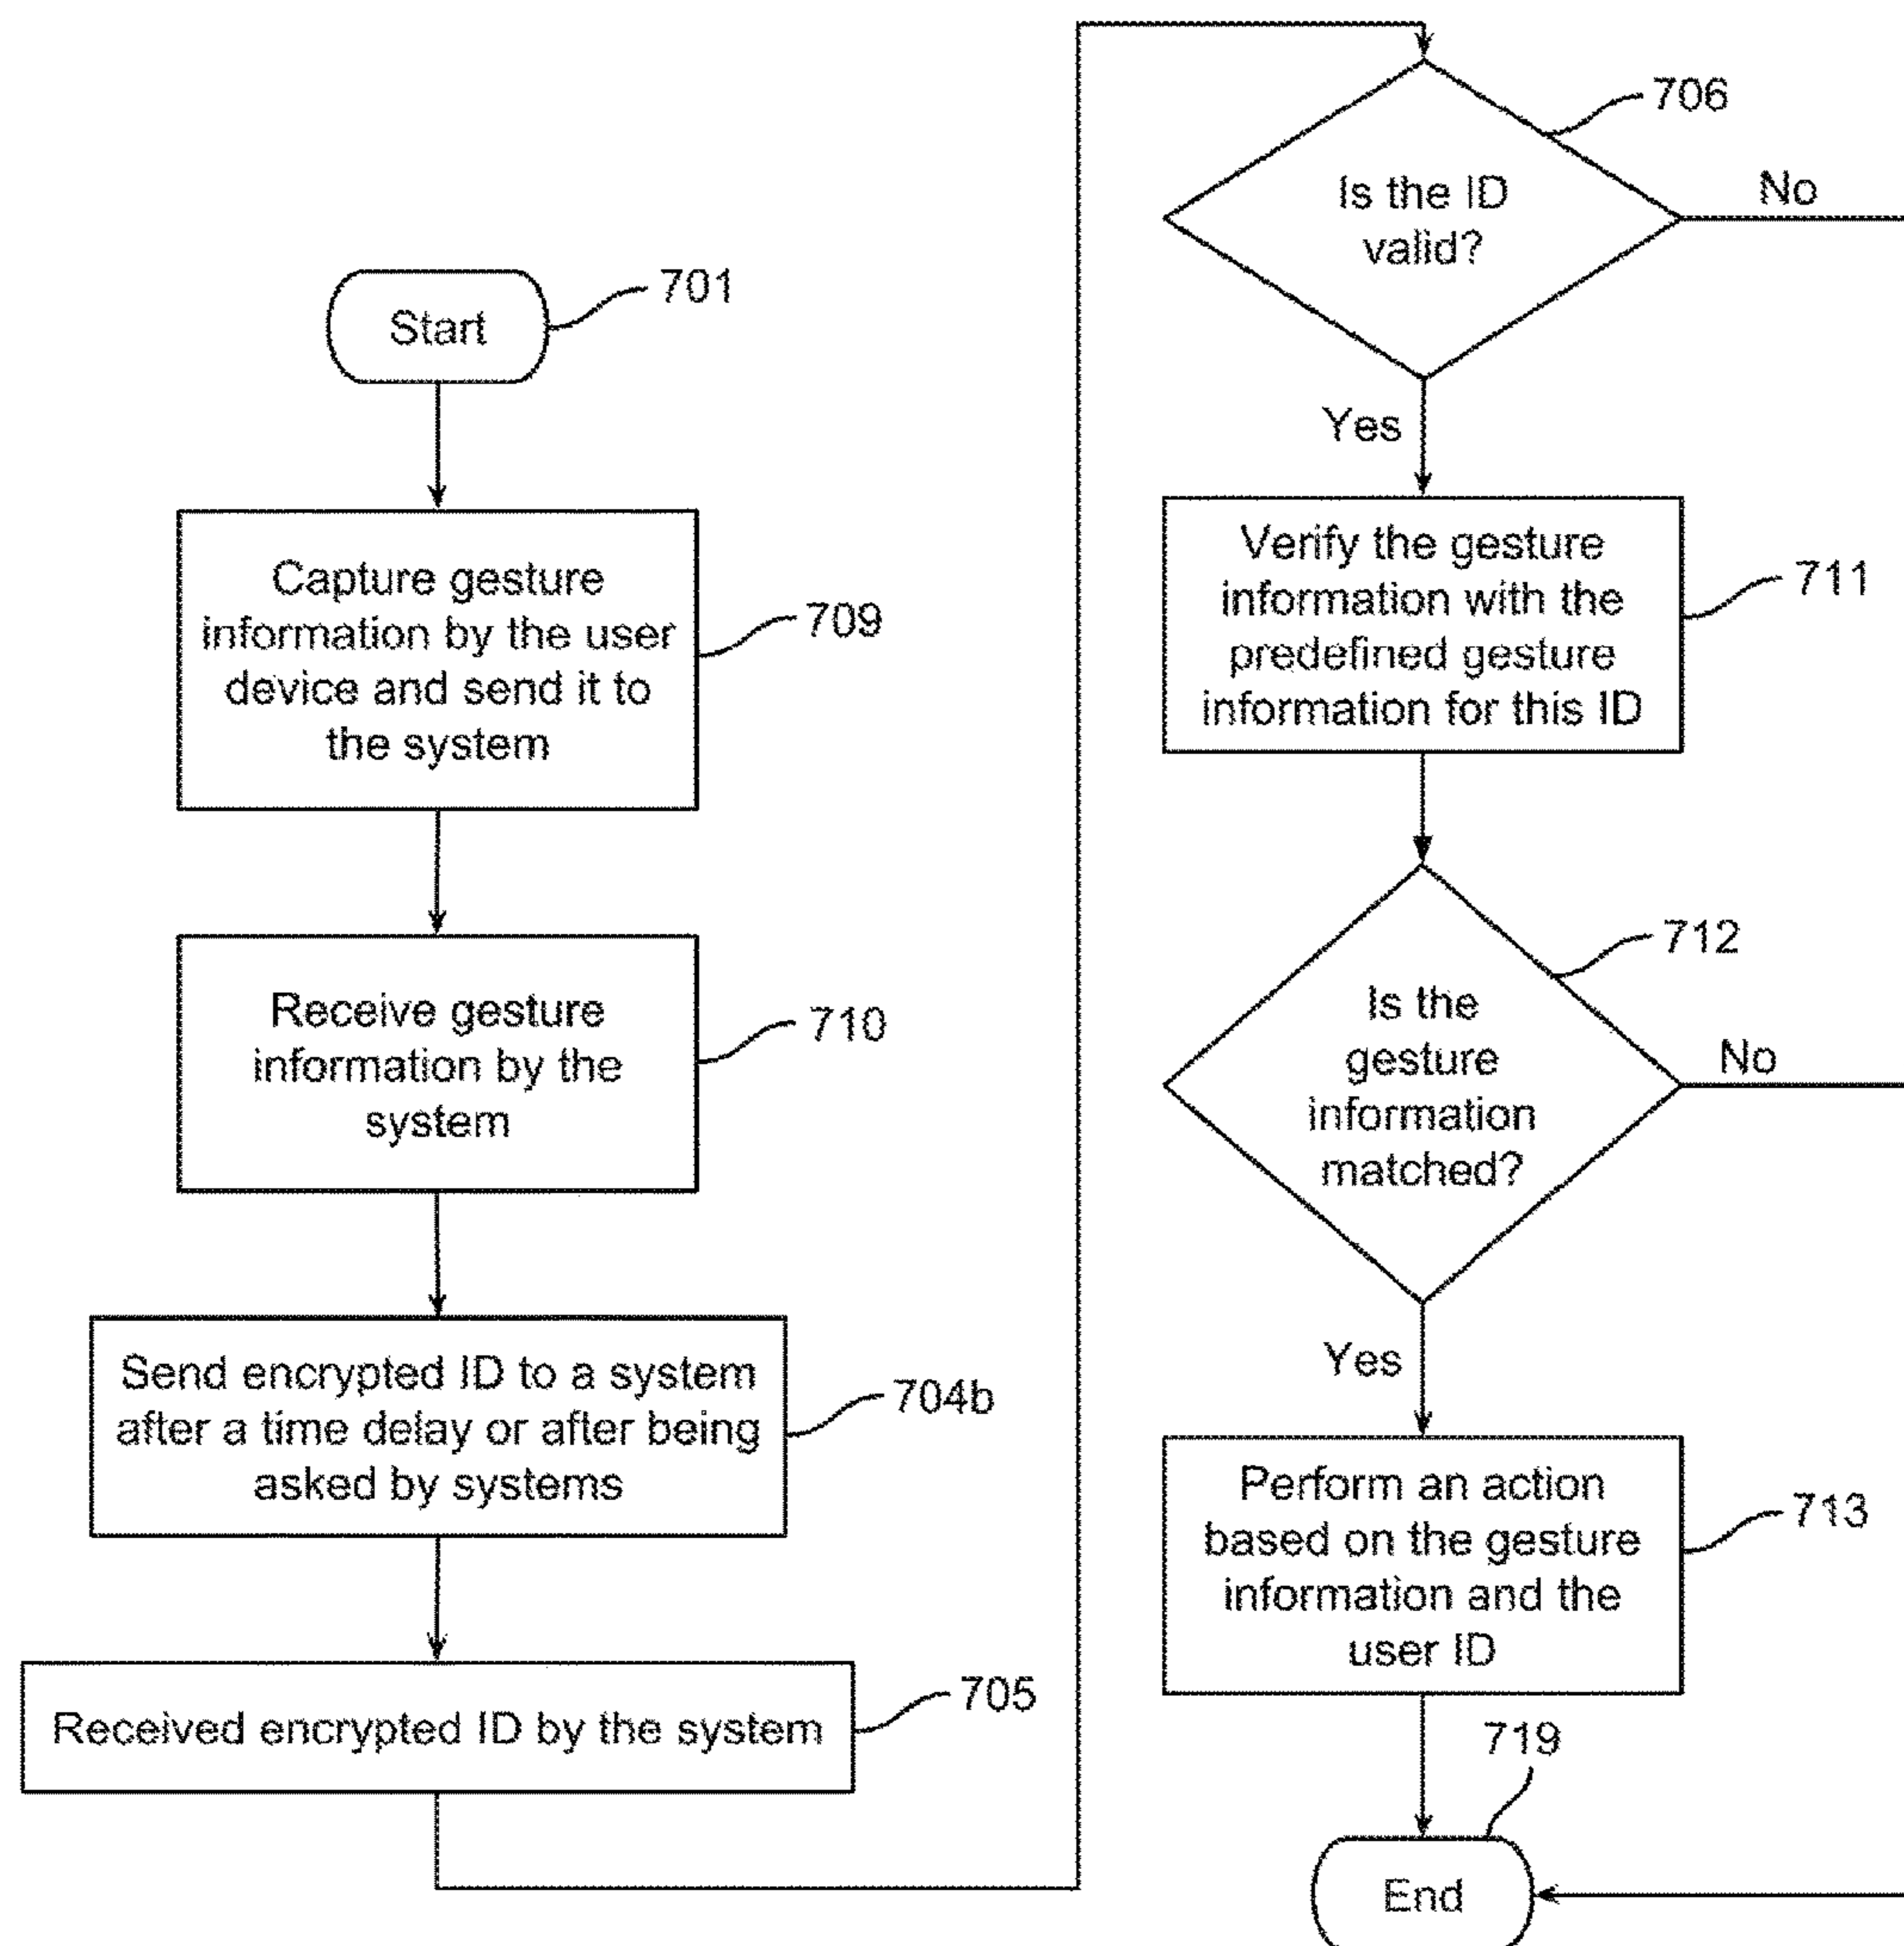 Start
701
Capture gesture
information by the user
device and send it to
the system
709
Receive gesture
information by the
system
710
Send encrypted ID to a system
after a time delay or after being
asked by systems
704b
Received encrypted ID by the system
705
Is the ID
valid?
706
No
Yes
Verify the gesture
information with the
predefined gesture
information for this ID
711
Is the
gesture
information
matched?
712
No
Yes
Perform an action
based on the gesture
information and the
user ID
713
719
End